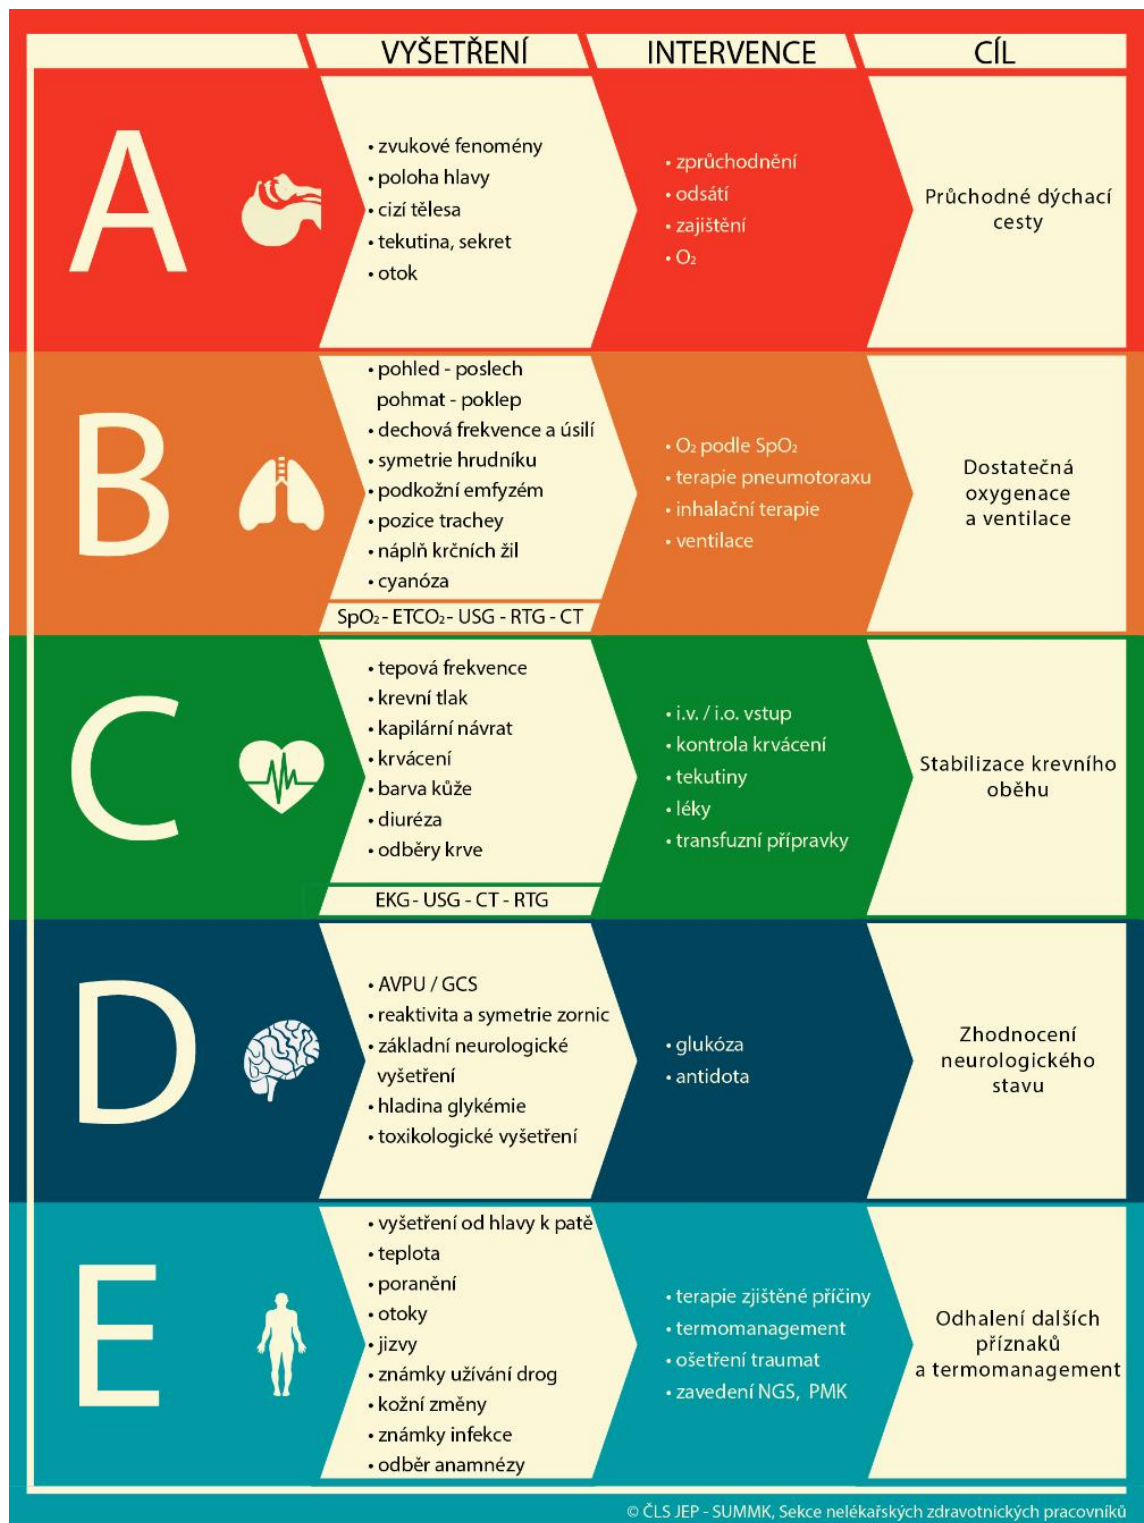 VYŠETŘENÍ INTERVENCE CÍL
A
• zvukové fenomény
• poloha hlavy
• cizí tělesa
• tekutina, sekret
• otok
• zprůchodnění
• odsátí
• zajištění
• O₂
Průchodné dýchací
cesty
B
• pohled - poslech
pohmat - poklep
• dechová frekvence a úsilí
• symetrie hrudníku
• podkožní emfyzém
• pozice trachey
• náplň krčních žil
• cyanóza
SpO₂ - ETCO₂ - USG - RTG - CT
• O₂ podle SpO₂
• terapie pneumotoraxu
• inhalační terapie
• ventilace
Dostatečná
oxygenace
a ventilace
C
• tepová frekvence
• krevní tlak
• kapilární návrat
• krvácení
• barva kůže
• diuréza
• odběry krve
EKG - USG - CT - RTG
• i.v. / i.o. vstup
• kontrola krvácení
• tekutiny
• léky
• transfuzní přípravky
Stabilizace krevního
oběhu
D
• AVPU / GCS
• reaktivita a symetrie zornic
• základní neurologické
vyšetření
• hladina glykémie
• toxikologické vyšetření
• glukóza
• antidota
Zhodnocení
neurologického
stavu
E
• vyšetření od hlavy k patě
• teplota
• poranění
• otoky
• jizvy
• známky užívání drog
• kožní změny
• známky infekce
• odběr anamnézy
• terapie zjištěné příčiny
• termomanagement
• ošetření traumat
• zavedení NGS, PMK
Odhalení dalších
příznaků
a termomanagement
© ČLS JEP - SUMMK, Sekce nelékařských zdravotnických pracovníků